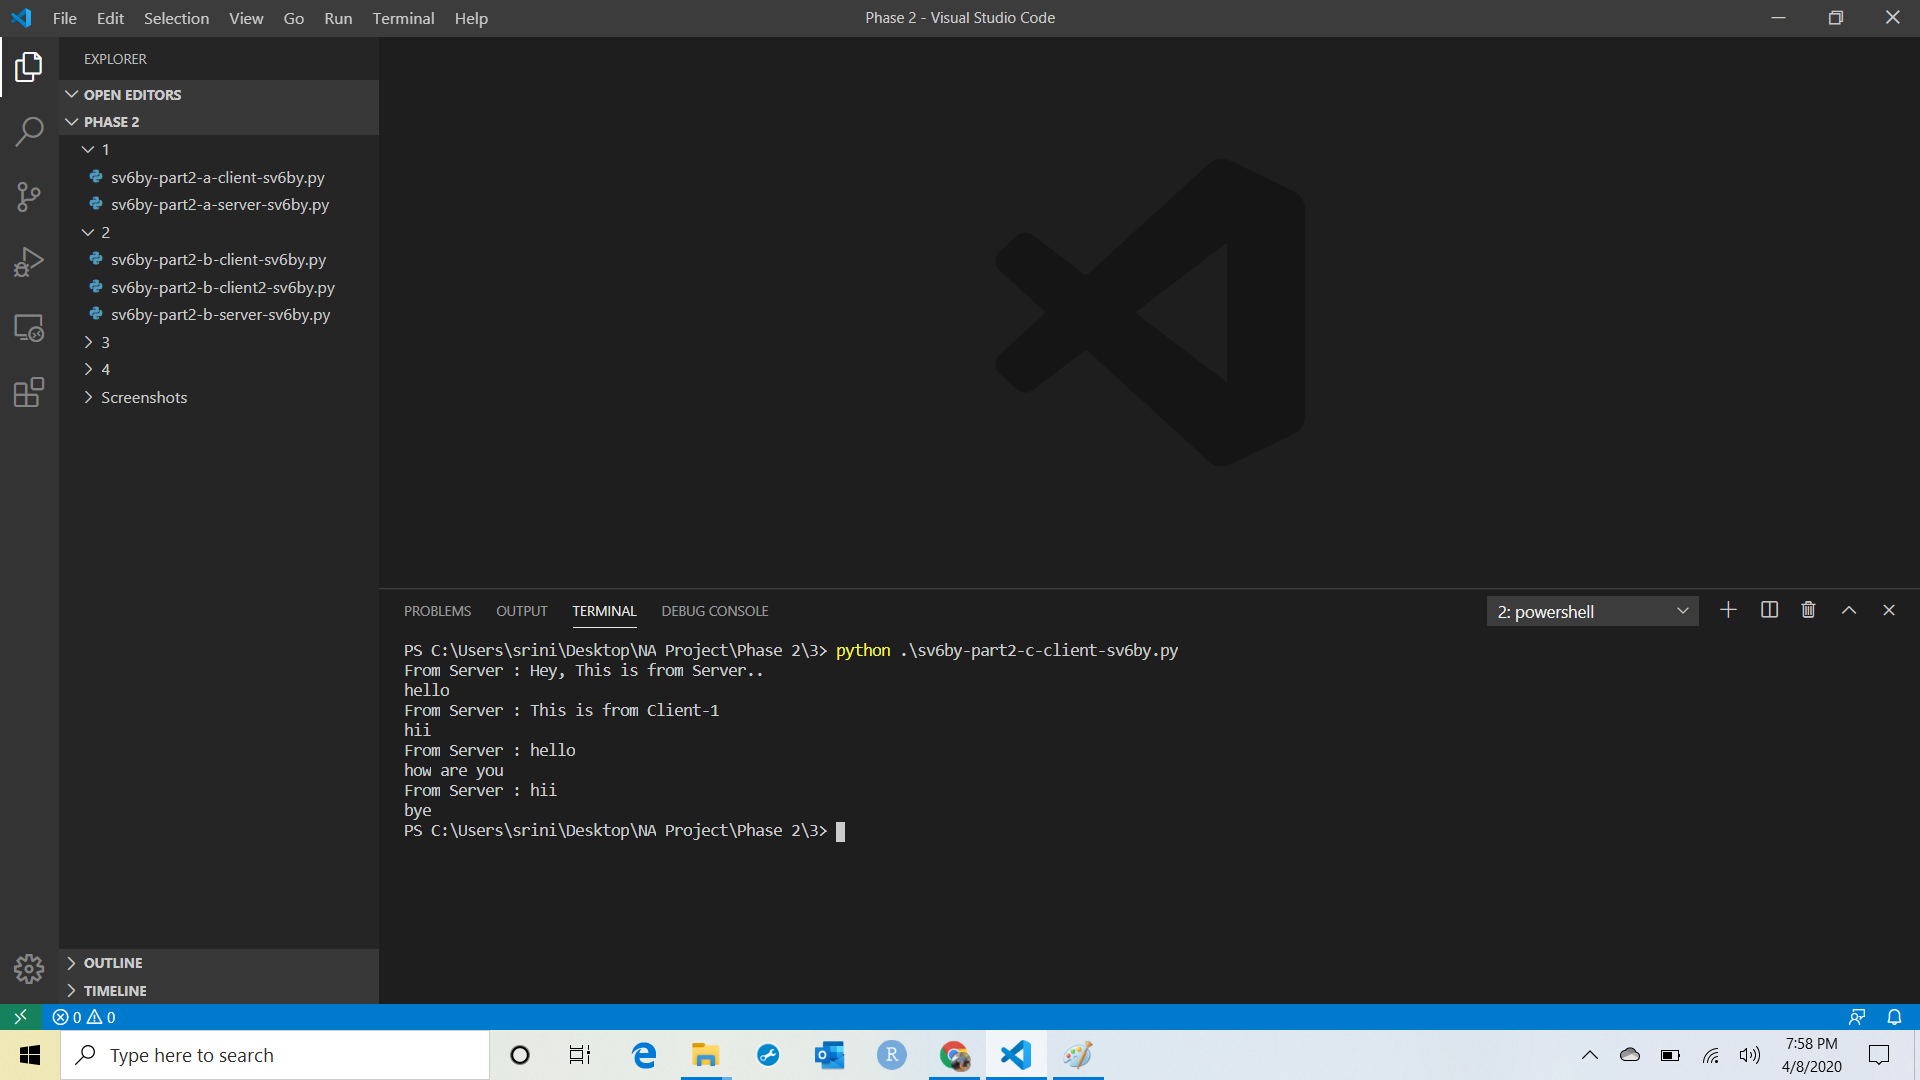 File Edit Selection View Go Run Terminal Help
Phase 2 - Visual Studio Code
EXPLORER
OPEN EDITORS
PHASE 2
1
sv6by-part2-a-client-sv6by.py
sv6by-part2-a-server-sv6by.py
2
sv6by-part2-b-client-sv6by.py
sv6by-part2-b-client2-sv6by.py
sv6by-part2-b-server-sv6by.py
3
4
Screenshots
OUTLINE
TIMELINE
PROBLEMS OUTPUT TERMINAL DEBUG CONSOLE
2: powershell
PS C:\Users\srini\Desktop\NA Project\Phase 2\3> python .\sv6by-part2-c-client-sv6by.py
From Server : Hey, This is from Server..
hello
From Server : This is from Client-1
hii
From Server : hello
how are you
From Server : hii
bye
PS C:\Users\srini\Desktop\NA Project\Phase 2\3>
0 0
Type here to search
R
7:58 PM
4/8/2020